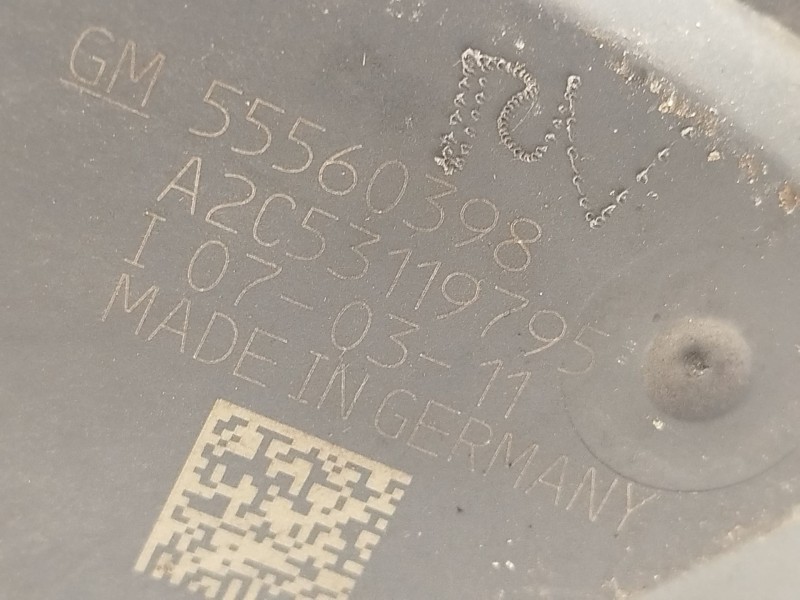 GM 55560398
A2C53119795
I 07-03-11
MADE IN GERMANY